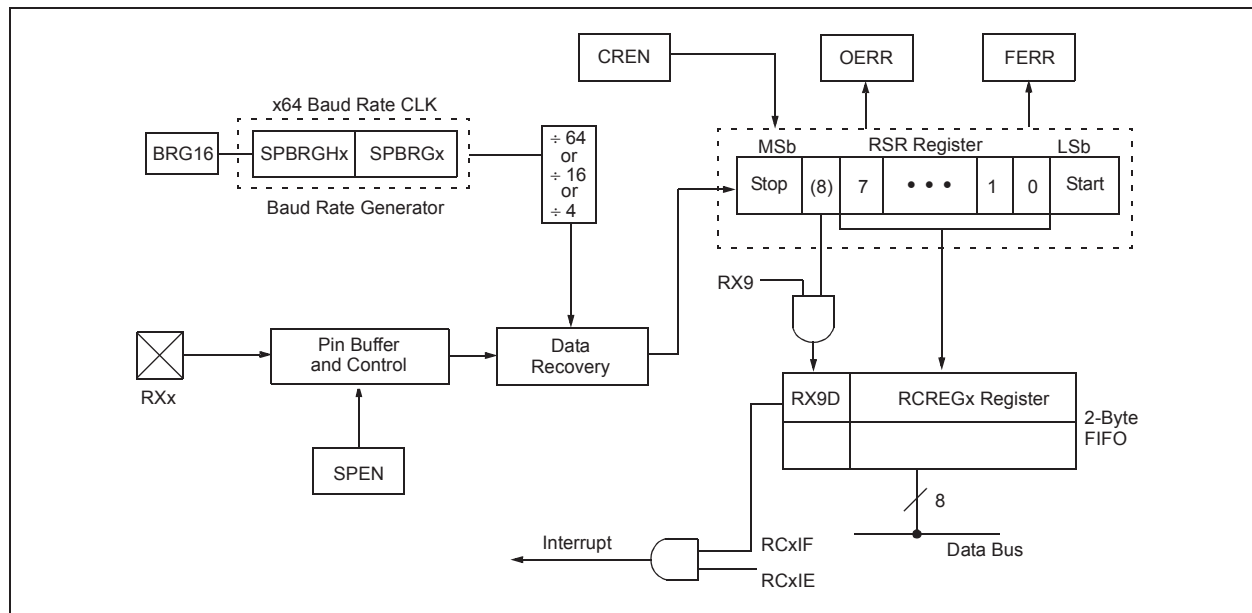 CREN
OERR
FERR
x64 Baud Rate CLK
BRG16
SPBRGHx
SPBRGx
Baud Rate Generator
÷ 64
or
÷ 16
or
÷ 4
MSb
RSR Register
LSb
Stop
(8)
7
• • •
1
0
Start
RX9
RXx
Pin Buffer
and Control
Data
Recovery
SPEN
RX9D
RCREGx Register
2-Byte
FIFO
8
Data Bus
Interrupt
RCxIF
RCxIE